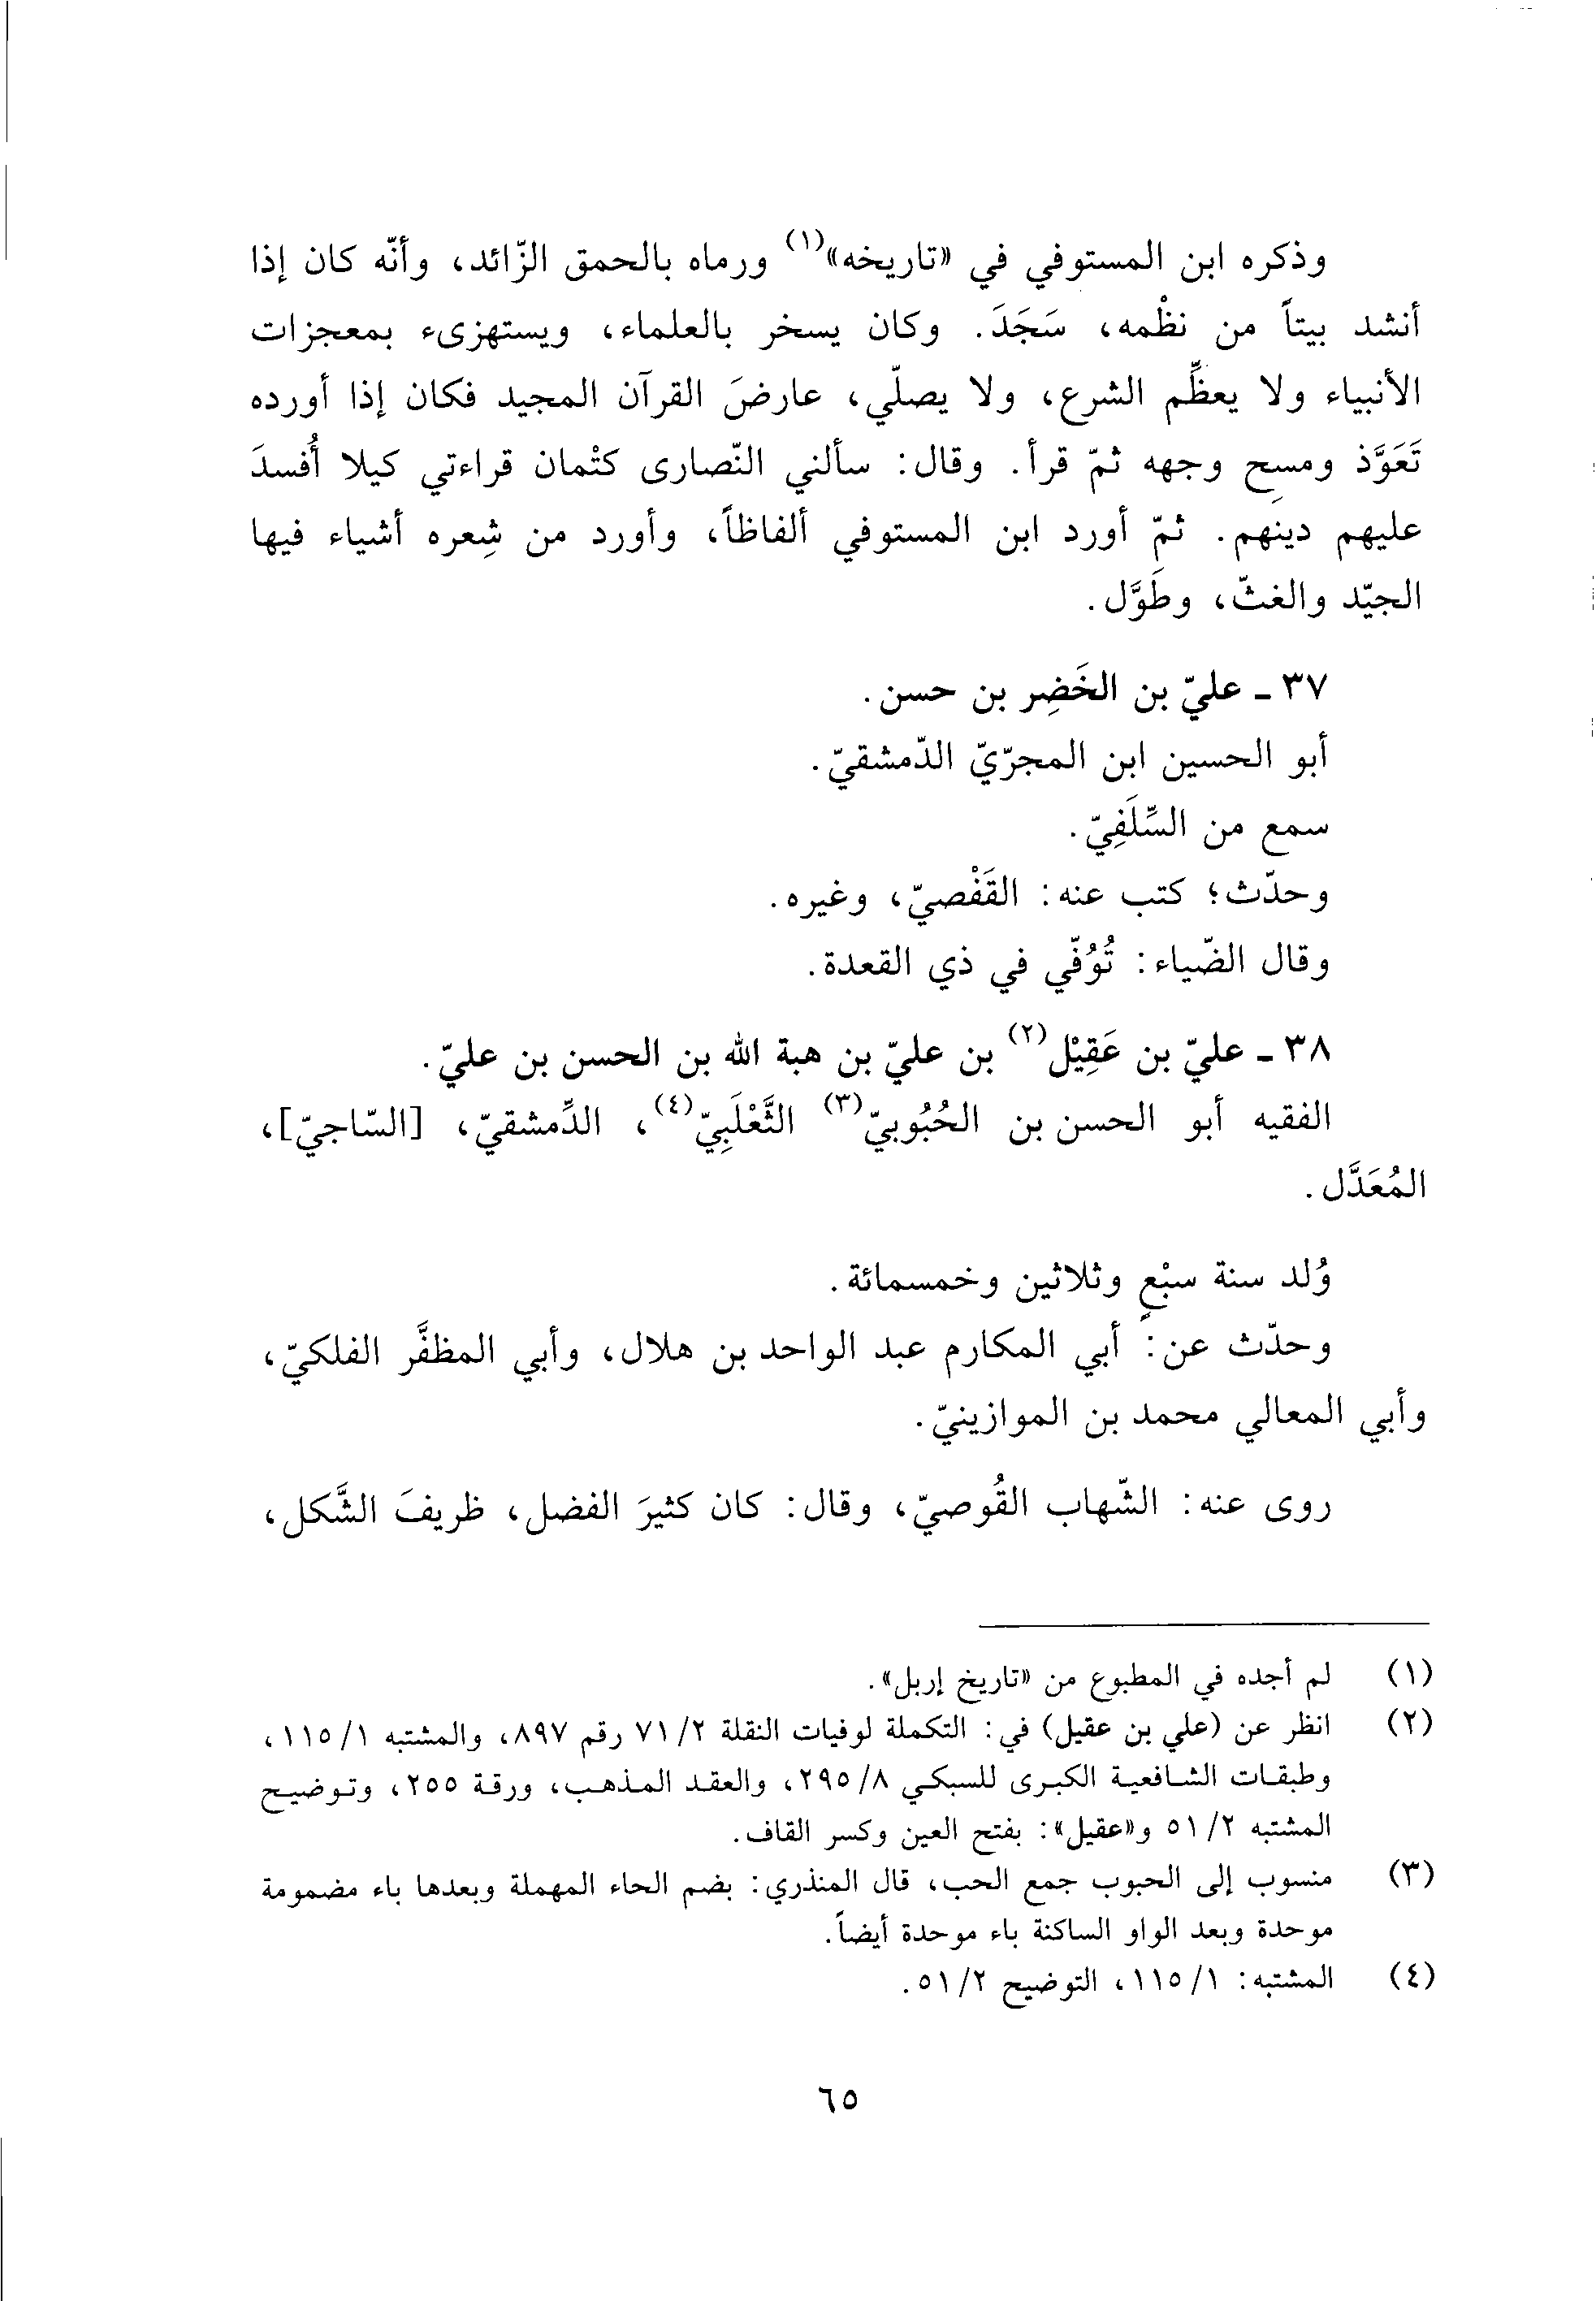 وذكره ابن المستوفي في «تاريخه»(١) ورماه بالحمق الزّائد، وأنّه كان إذا
أنشد بيتاً من نظْمه، سَجَدَ. وكان يسخر بالعلماء، ويستهزىء بمعجزات
الأنبياء ولا يعظِّم الشرع، ولا يصلّي، عارضَ القرآن المجيد فكان إذا أورده
تَعَوَّذ ومسح وجهه ثمّ قرأ. وقال: سألني النّصارى كتْمان قراءتي كيلا أُفسدَ
عليهم دينهم. ثمّ أورد ابن المستوفي ألفاظاً، وأورد من شِعره أشياء فيها
الجيّد والغثّ، وطَوَّل.
٣٧ ـ عليّ بن الخَضِر بن حسن.
أبو الحسين ابن المجرّيّ الدّمشقيّ.
سمع من السِّلَفِيّ.
وحدّث؛ كتب عنه: القَفْصيّ، وغيره.
وقال الضّياء: تُوُفّي في ذي القعدة.
٣٨ ـ عليّ بن عَقِيْل(٢) بن عليّ بن هبة الله بن الحسن بن عليّ.
الفقيه أبو الحسن بن الحُبُوبيّ(٣) الثَّعْلَبِيّ(٤)، الدِّمشقيّ، [السّاجيّ]،
المُعَدَّل.
وُلد سنة سبْعٍ وثلاثين وخمسمائة.
وحدّث عن: أبي المكارم عبد الواحد بن هلال، وأبي المظفَّر الفلكيّ،
وأبي المعالي محمد بن الموازينيّ.
روى عنه: الشّهاب القُوصيّ، وقال: كان كثيرَ الفضل، ظريفَ الشَّكل،
(١) لم أجده في المطبوع من «تاريخ إربل».
(٢) انظر عن (علي بن عقيل) في: التكملة لوفيات النقلة ٢/ ٧١ رقم ٨٩٧، والمشتبه ١/ ١١٥،
وطبقات الشافعية الكبرى للسبكي ٨/ ٢٩٥، والعقد المذهب، ورقة ٢٥٥، وتوضيح
المشتبه ٢/ ٥١ و«عقيل»: بفتح العين وكسر القاف.
(٣) منسوب إلى الحبوب جمع الحب، قال المنذري: بضم الحاء المهملة وبعدها باء مضمومة
موحدة وبعد الواو الساكنة باء موحدة أيضاً.
(٤) المشتبه: ١/ ١١٥، التوضيح ٢/ ٥١.
٦٥